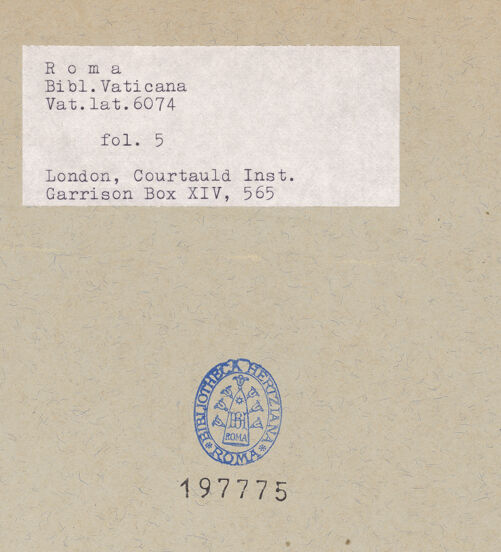 R o m a
Bibl.Vaticana
Vat.lat.6074
fol. 5
London, Courtauld Inst.
Garrison Box XIV, 565
BIBLIOTHECA HERTZIANA
BH
ROMA
* ROMA *
197775